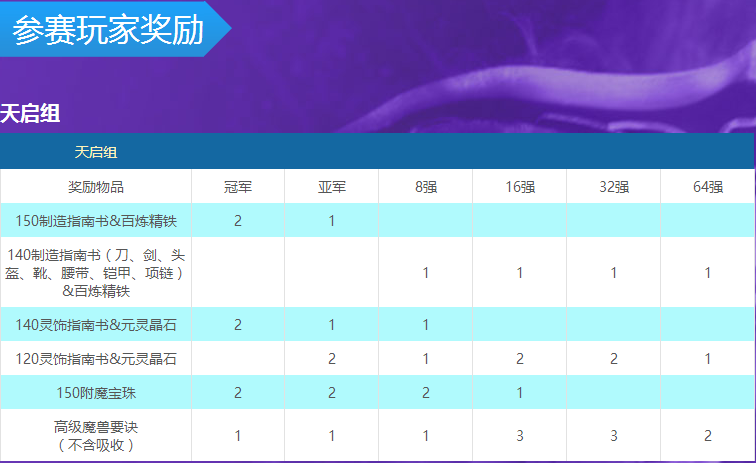 参赛玩家奖励
天启组
天启组
奖励物品 冠军 亚军 8强 16强 32强 64强
150制造指南书&百炼精铁 2 1
140制造指南书（刀、剑、头
盔、靴、腰带、铠甲、项链）
&百炼精铁 1 1 1 1
140灵饰指南书&元灵晶石 2 1 1
120灵饰指南书&元灵晶石 2 1 2 2 1
150附魔宝珠 2 2 2 1
高级魔兽要诀
（不含吸收） 1 1 1 3 3 2